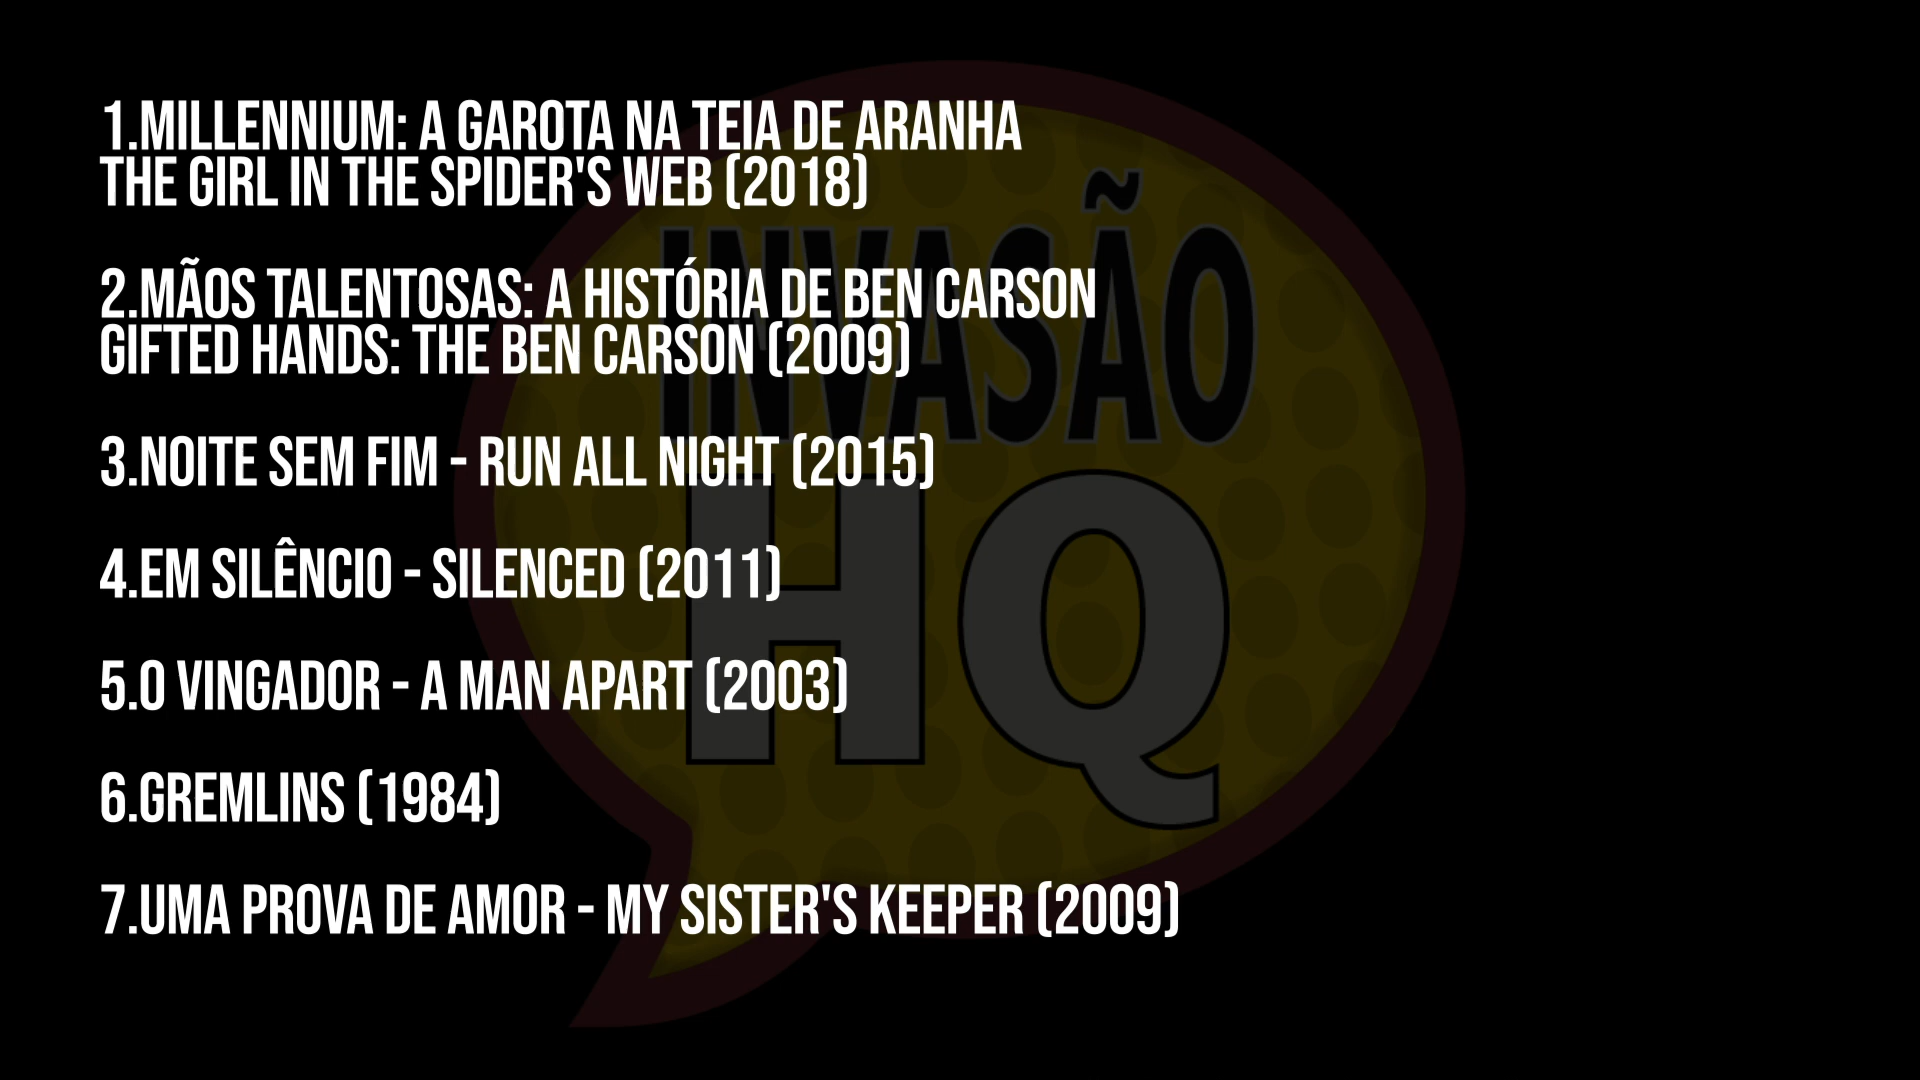 1.MILLENNIUM: A GAROTA NA TEIA DE ARANHA
THE GIRL IN THE SPIDER'S WEB (2018)
2.MÃOS TALENTOSAS: A HISTÓRIA DE BEN CARSON
GIFTED HANDS: THE BEN CARSON (2009)
3.NOITE SEM FIM - RUN ALL NIGHT (2015)
4.EM SILÊNCIO - SILENCED (2011)
5.O VINGADOR - A MAN APART (2003)
6.GREMLINS (1984)
7.UMA PROVA DE AMOR - MY SISTER'S KEEPER (2009)
INVASÃO
HQ